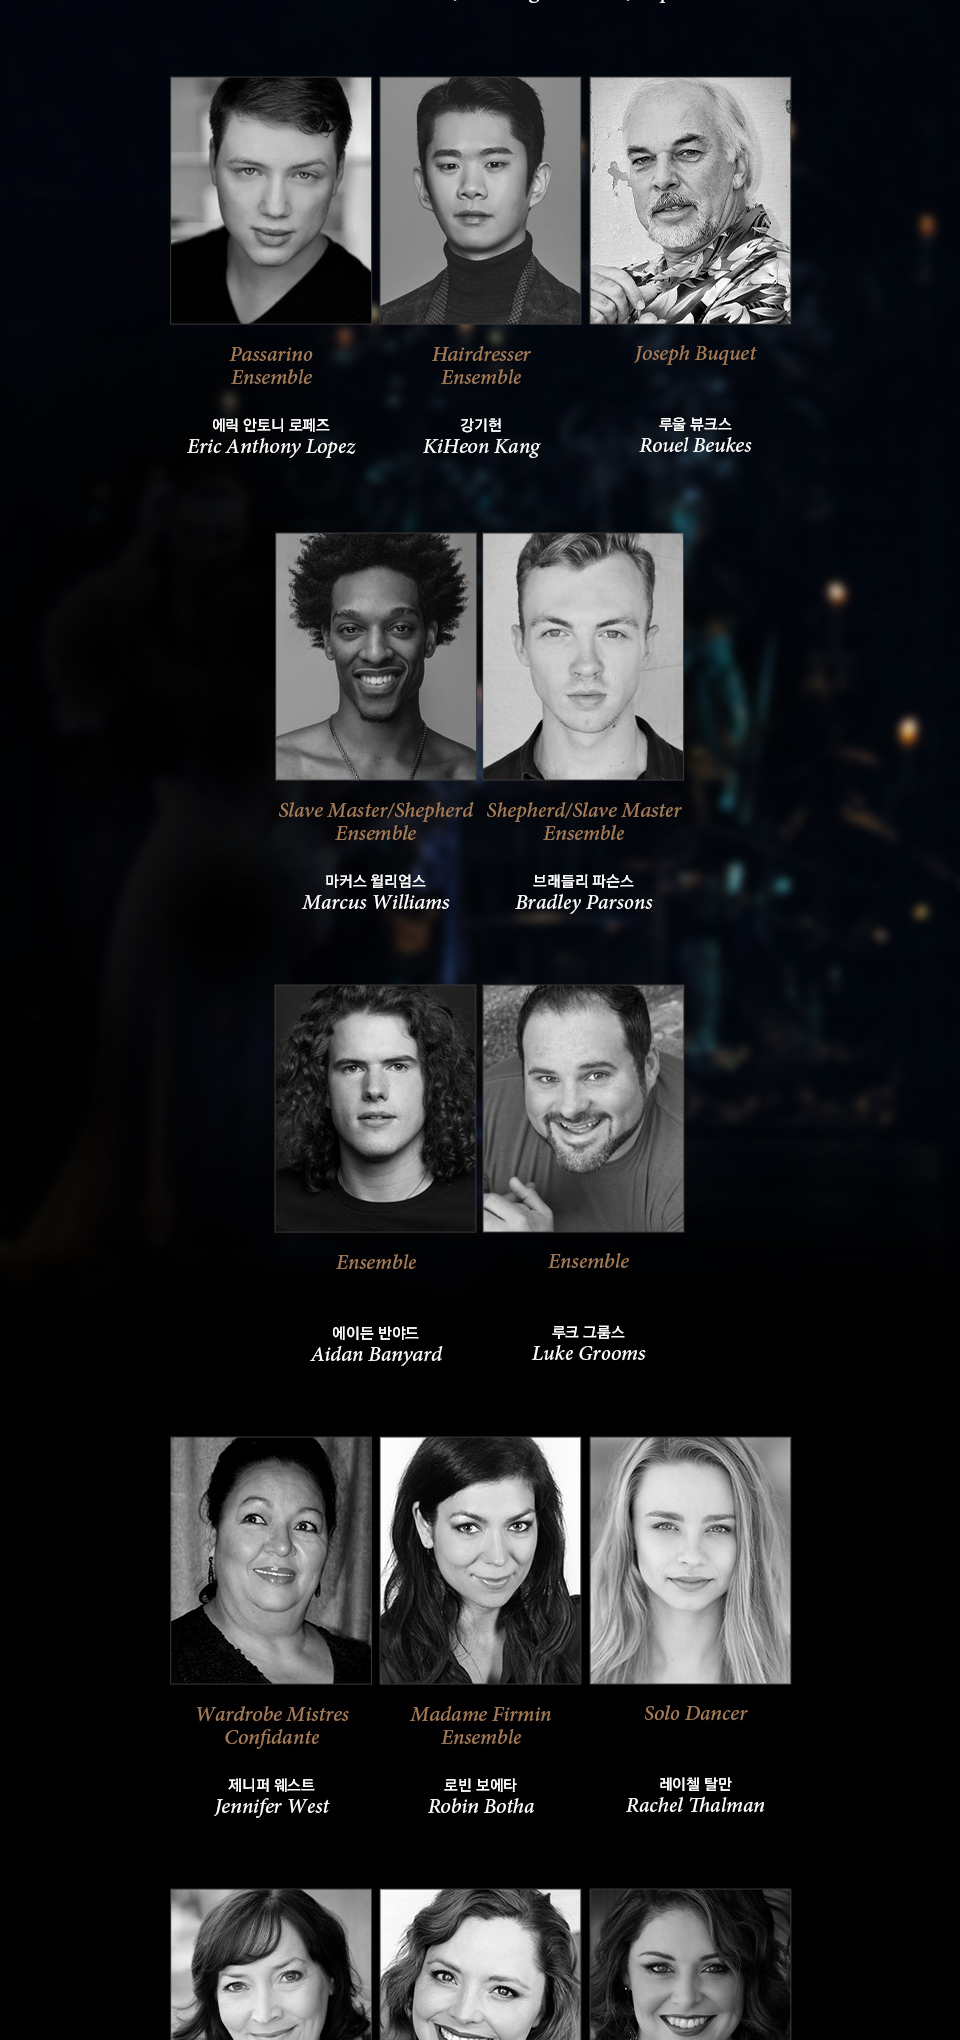 Passarino
Ensemble
에릭 안토니 로페즈
Eric Anthony Lopez
Hairdresser
Ensemble
강기헌
KiHeon Kang
Joseph Buquet
루울 뷰크스
Rouel Beukes
Slave Master/Shepherd
Ensemble
마커스 윌리엄스
Marcus Williams
Shepherd/Slave Master
Ensemble
브래들리 파슨스
Bradley Parsons
Ensemble
에이든 반야드
Aidan Banyard
Ensemble
루크 그룸스
Luke Grooms
Wardrobe Mistres
Confidante
제니퍼 웨스트
Jennifer West
Madame Firmin
Ensemble
로빈 보에타
Robin Botha
Solo Dancer
레이첼 탈만
Rachel Thalman